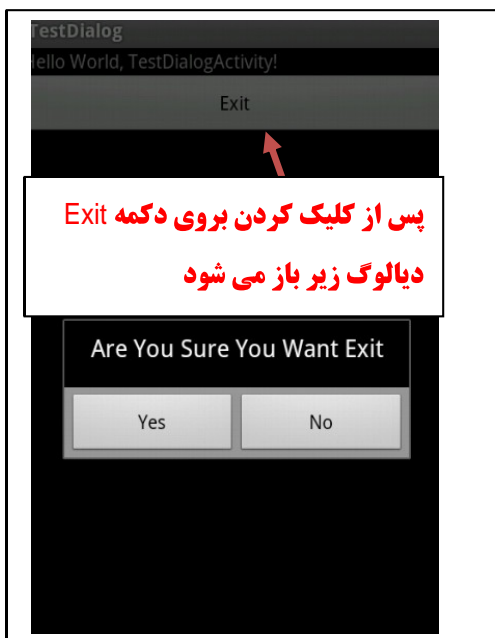 TestDialog
Hello World, TestDialogActivity!
Exit
پس از کلیک کردن بروی دکمه Exit
دیالوگ زیر باز می شود
Are You Sure You Want Exit
Yes
No